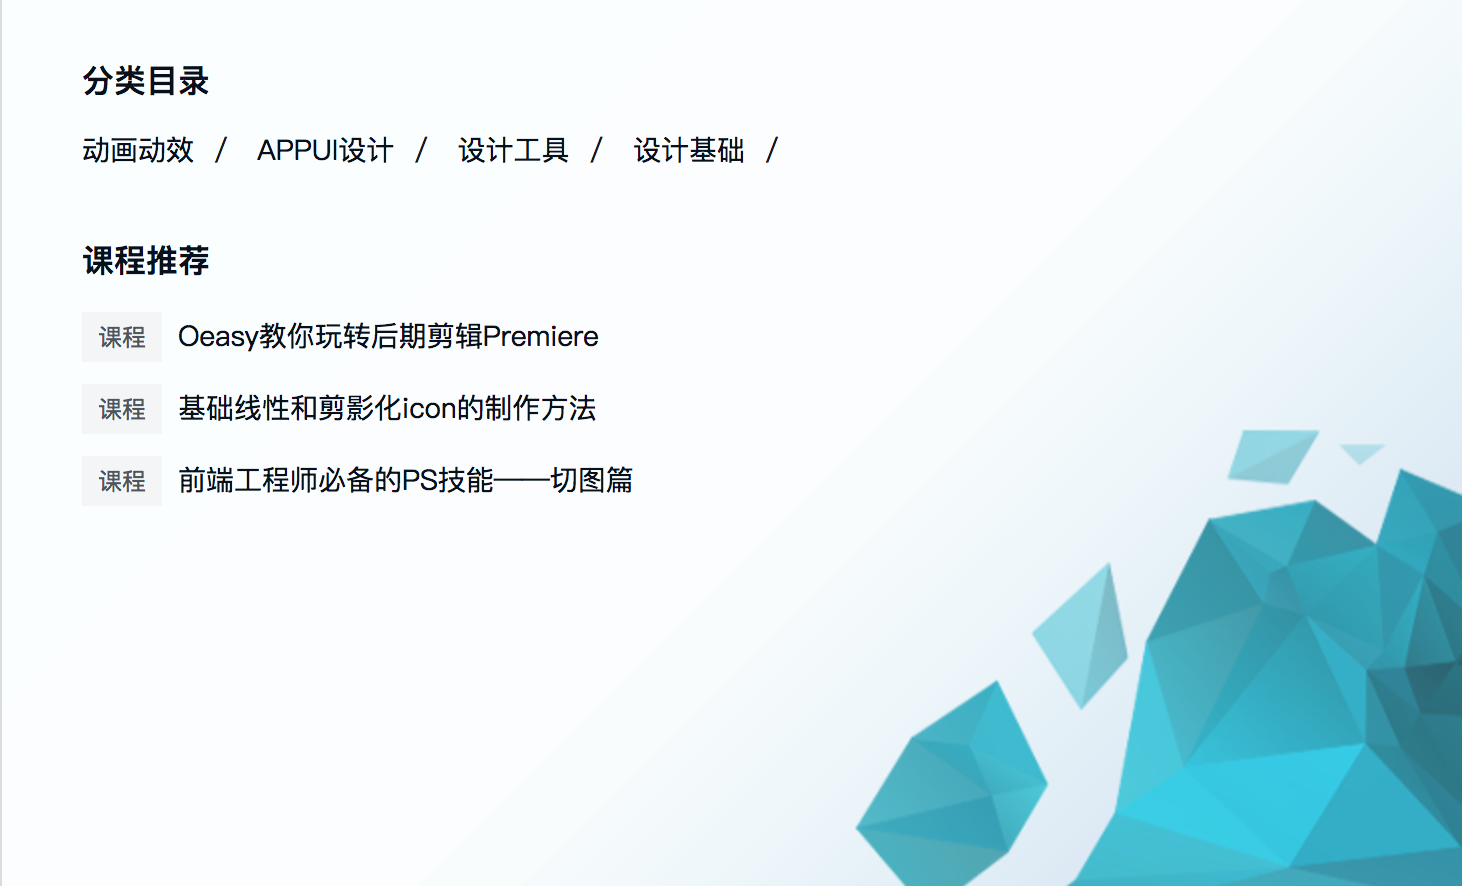 分类目录
动画动效 / APPUI设计 / 设计工具 / 设计基础 /
课程推荐
课程 Oeasy教你玩转后期剪辑Premiere
课程 基础线性和剪影化icon的制作方法
课程 前端工程师必备的PS技能——切图篇